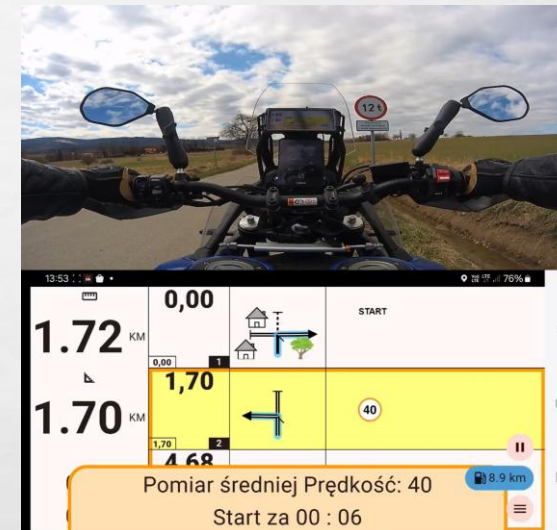 12t
13:53
76%
1.72 KM
0,00
START
0,00 1
1.70 KM
1,70
40
1,70 2
4,68
8.9 km
Pomiar średniej Prędkość: 40
Start za 00 : 06